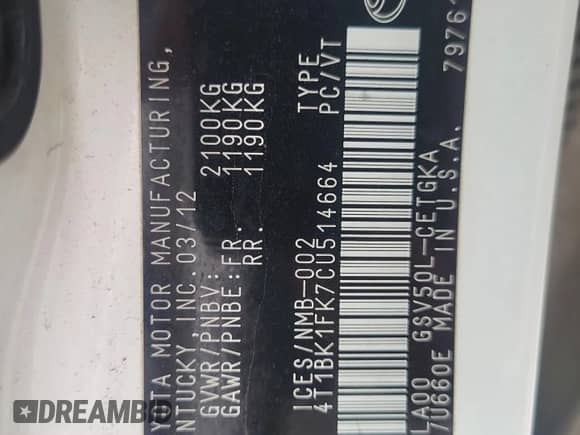 YOTA MOTOR MANUFACTURING,
NTUCKY, INC. 03/12
GVWR/PNBV: 2100KG
GAWR/PNBE:FR. 1190KG
RR. 1190KG
ICES/NMB-002
4T1BK1FK7CU514664 TYPE PC/VT
LA00 GSV50L-CETGKA
/U660E MADE IN U.S.A. 7976
DREAMBID